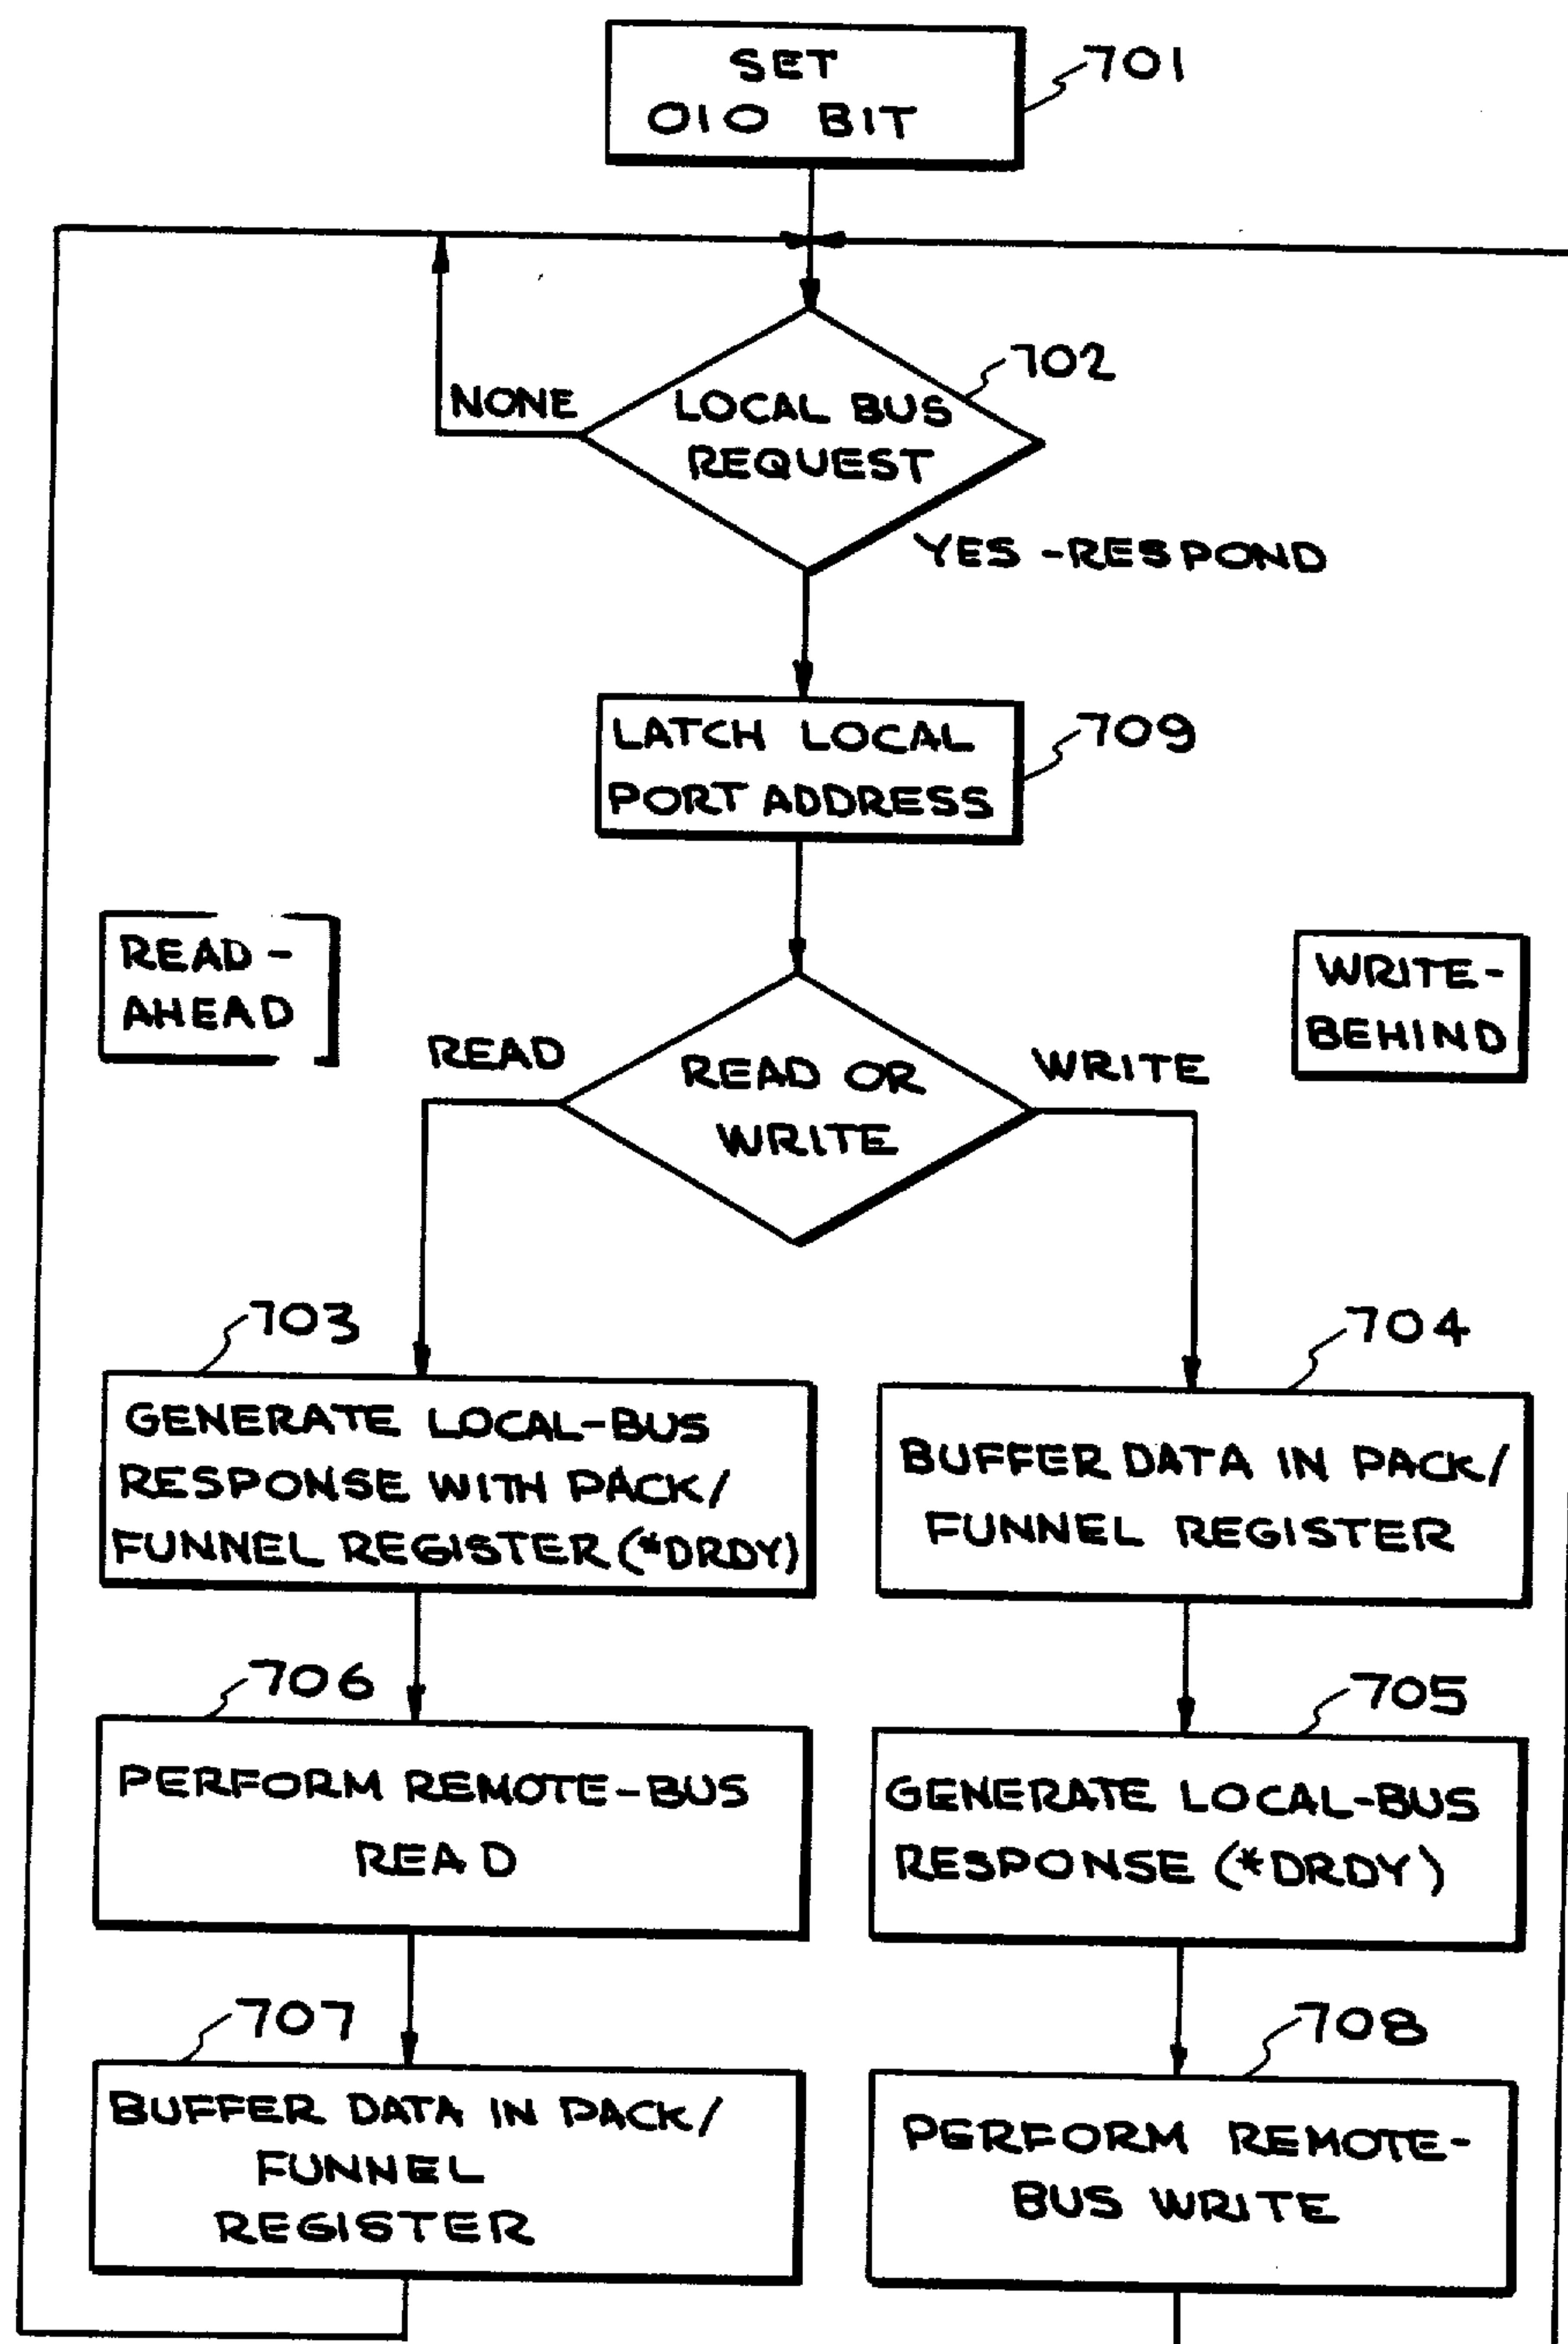 SET
010 BIT
701
702
NONE
LOCAL BUS
REQUEST
YES - RESPOND
LATCH LOCAL
PORT ADDRESS
709
READ-
AHEAD
WRITE-
BEHIND
READ
READ OR
WRITE
WRITE
703
GENERATE LOCAL-BUS
RESPONSE WITH PACK/
FUNNEL REGISTER (*DRDY)
704
BUFFER DATA IN PACK/
FUNNEL REGISTER
706
PERFORM REMOTE-BUS
READ
705
GENERATE LOCAL-BUS
RESPONSE (*DRDY)
707
BUFFER DATA IN PACK/
FUNNEL
REGISTER
708
PERFORM REMOTE-
BUS WRITE